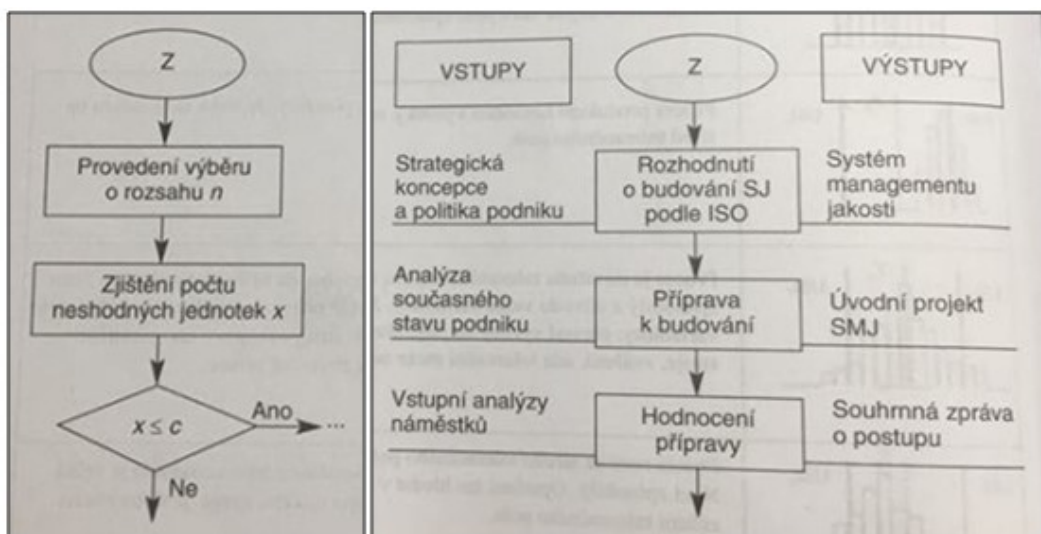 Z
Provedení výběru
o rozsahu n
Zjištění počtu
neshodných jednotek x
x ≤ c
Ano
...
Ne
VSTUPY
Z
VÝSTUPY
Strategická
koncepce
a politika podniku
Rozhodnutí
o budování SJ
podle ISO
Systém
managementu
jakosti
Analýza
současného
stavu podniku
Příprava
k budování
Úvodní projekt
SMJ
Vstupní analýzy
náměstků
Hodnocení
přípravy
Souhrnná zpráva
o postupu